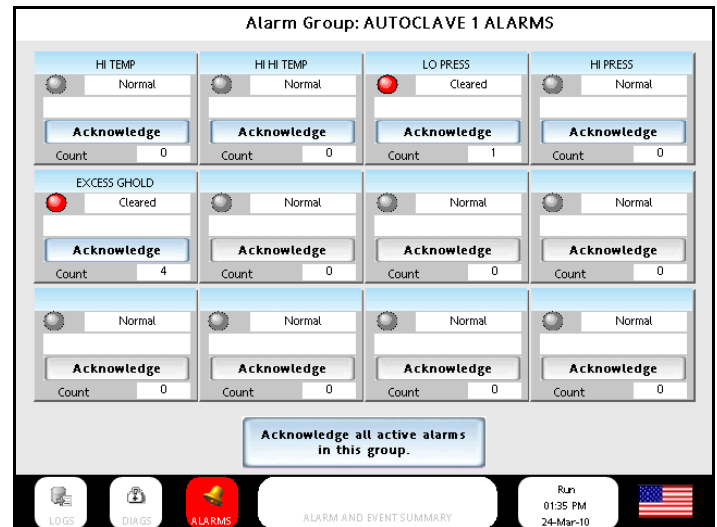 Alarm Group: AUTOCLAVE 1 ALARMS
HI TEMP
HI HI TEMP
LO PRESS
HI PRESS
Normal
Normal
Cleared
Normal
Acknowledge
Acknowledge
Acknowledge
Acknowledge
Count 0
Count 0
Count 1
Count 0
EXCESS GHOLD
Cleared
Normal
Normal
Normal
Acknowledge
Acknowledge
Acknowledge
Acknowledge
Count 4
Count 0
Count 0
Count 0
Normal
Normal
Normal
Normal
Acknowledge
Acknowledge
Acknowledge
Acknowledge
Count 0
Count 0
Count 0
Count 0
Acknowledge all active alarms
in this group.
LOGS
DIAGS
ALARMS
ALARM AND EVENT SUMMARY
Run
01:35 PM
24-Mar-10